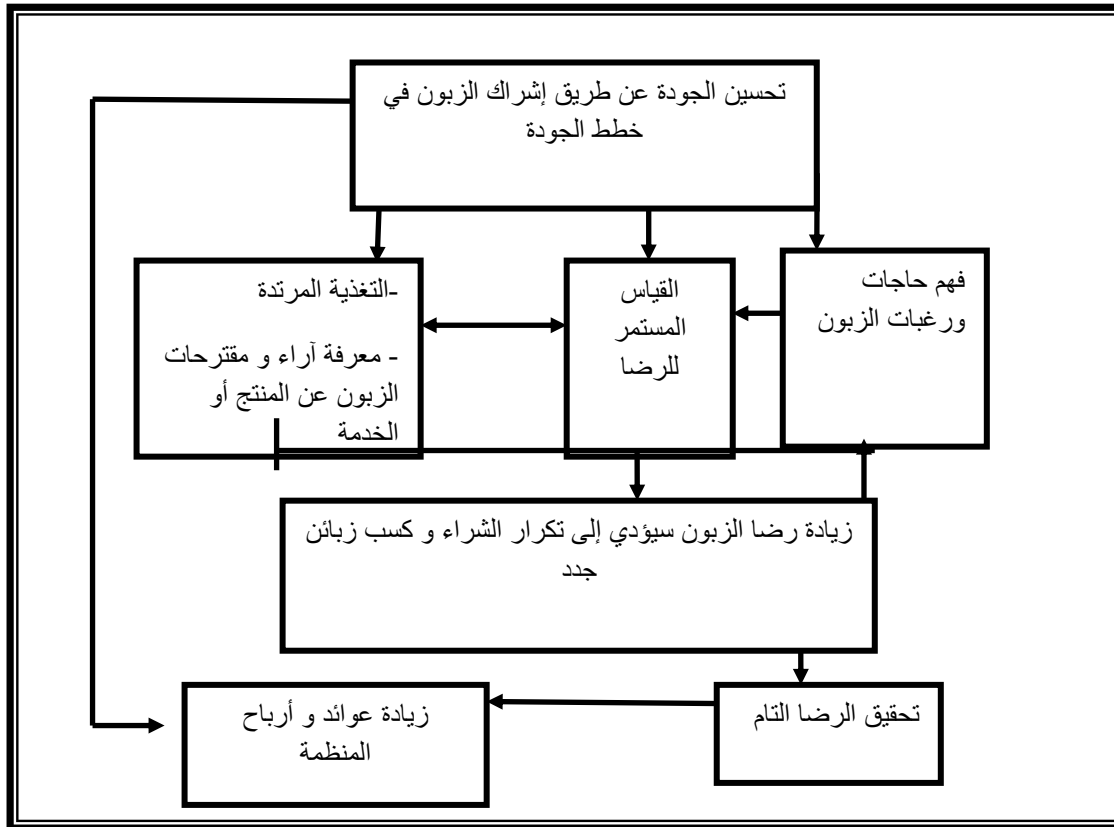 تحسين الجودة عن طريق إشراك الزبون في
خطط الجودة
فهم حاجات
ورغبات الزبون
القياس
المستمر
للرضا
-التغذية المرتدة
- معرفة آراء و مقترحات
الزبون عن المنتج أو
الخدمة
زيادة رضا الزبون سيؤدي إلى تكرار الشراء و كسب زبائن
جدد
تحقيق الرضا التام
زيادة عوائد و أرباح
المنظمة